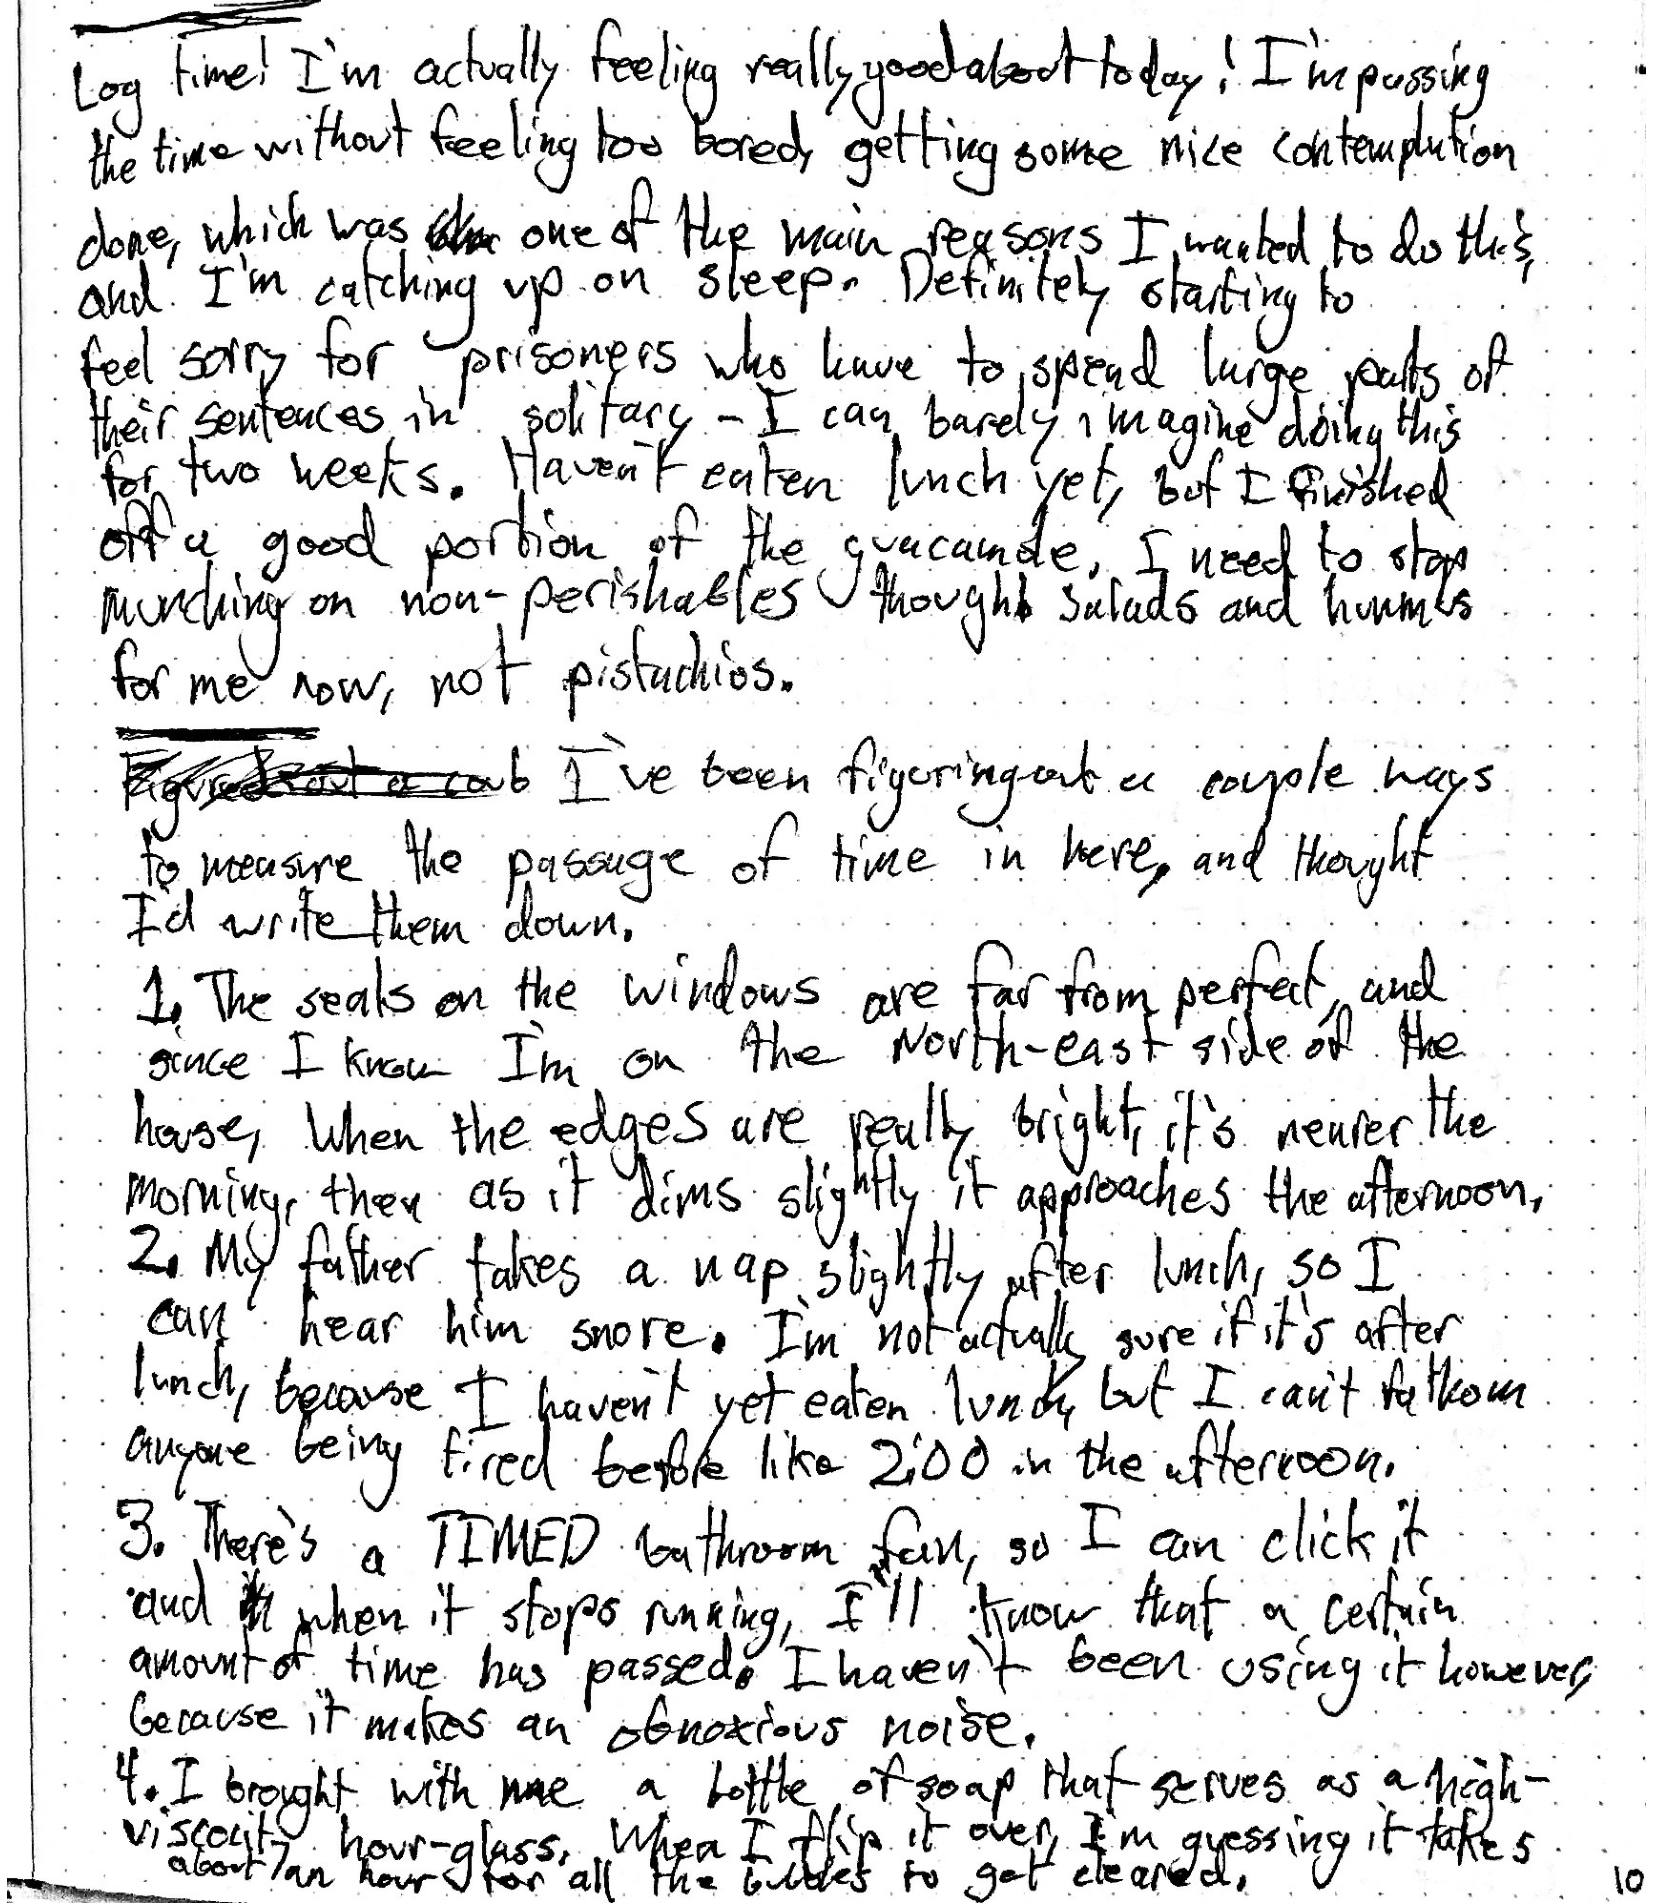 Log time! I'm actually feeling really good about today! I'm passing
the time without feeling too bored, getting some nice contemplation
done, which was one of the main reasons I wanted to do this,
and I'm catching up on sleep. Definitely starting to
feel sorry for prisoners who have to spend large parts of
their sentences in solitary - I can barely imagine doing this
for two weeks. Haven't eaten lunch yet, but I finished
off a good portion of the guacamole. I need to stop
munching on non-perishables though. Salads and hummus
for me now, not pistachios.
Figured out a coub I've been figuring out a couple ways
to measure the passage of time in here, and thought
I'd write them down.
1. The seals on the windows are far from perfect, and
since I know I'm on the North-east side of the
house, when the edges are really bright, it's nearer the
morning, then as it dims slightly it approaches the afternoon.
2. My father takes a nap slightly after lunch, so I
can hear him snore. I'm not actually sure if it's after
lunch, because I haven't yet eaten lunch, but I can't fathom
anyone being tired before like 2:00 in the afternoon.
3. There's a TIMED bathroom fan, so I can click it
and when it stops running, I'll know that a certain
amount of time has passed. I haven't been using it however,
because it makes an obnoxious noise.
4. I brought with me a bottle of soap that serves as a high-
viscosity hour-glass. When I flip it over, I'm guessing it takes
about an hour for all the bubbles to get cleared.
10